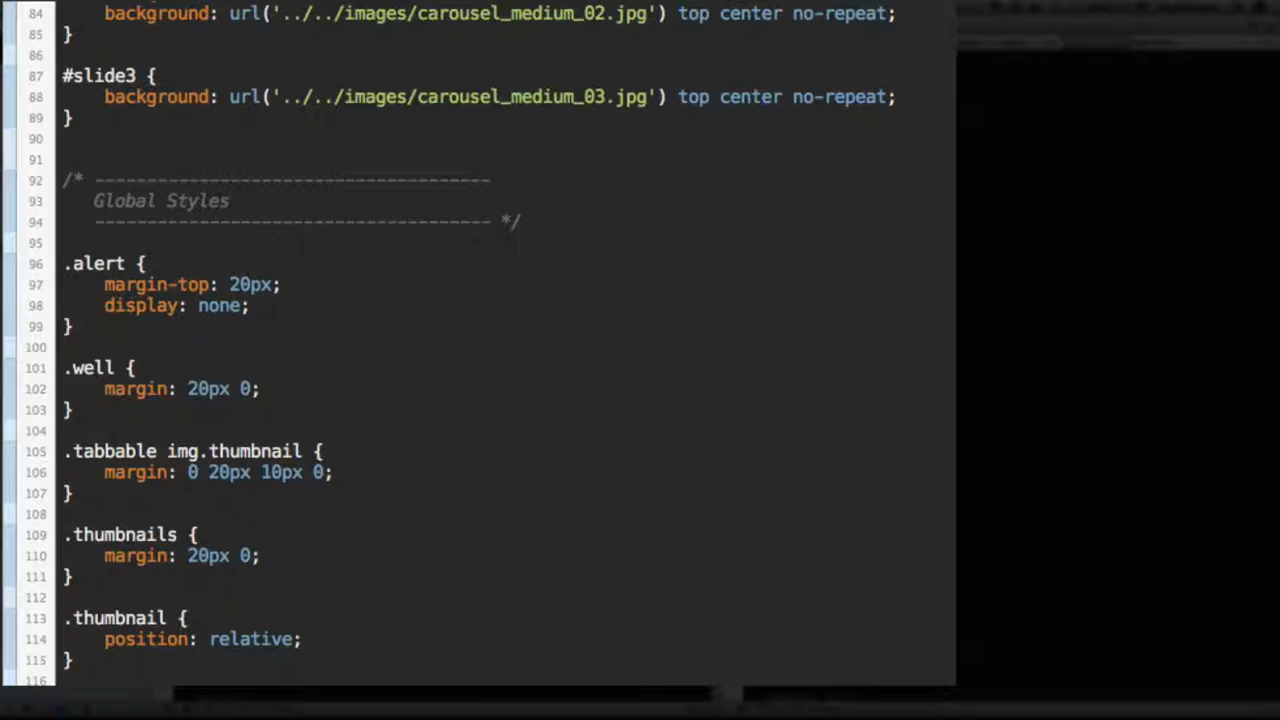 84 background: url('../../images/carousel_medium_02.jpg') top center no-repeat;
85 }
86
87 #slide3 {
88 background: url('../../images/carousel_medium_03.jpg') top center no-repeat;
89 }
90
91
92 /* --------------------------------------
93 Global Styles
94 -------------------------------------- */
95
96 .alert {
97 margin-top: 20px;
98 display: none;
99 }
100
101 .well {
102 margin: 20px 0;
103 }
104
105 .tabbable img.thumbnail {
106 margin: 0 20px 10px 0;
107 }
108
109 .thumbnails {
110 margin: 20px 0;
111 }
112
113 .thumbnail {
114 position: relative;
115 }
116